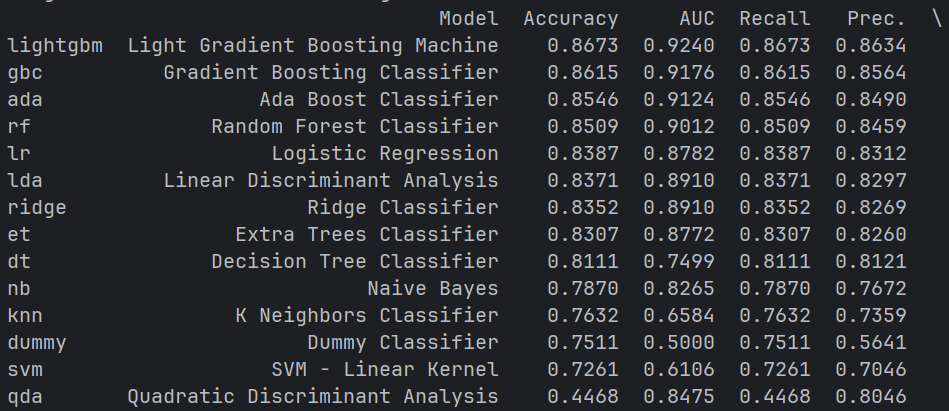 Model Accuracy AUC Recall Prec. \
lightgbm Light Gradient Boosting Machine 0.8673 0.9240 0.8673 0.8634
gbc Gradient Boosting Classifier 0.8615 0.9176 0.8615 0.8564
ada Ada Boost Classifier 0.8546 0.9124 0.8546 0.8490
rf Random Forest Classifier 0.8509 0.9012 0.8509 0.8459
lr Logistic Regression 0.8387 0.8782 0.8387 0.8312
lda Linear Discriminant Analysis 0.8371 0.8910 0.8371 0.8297
ridge Ridge Classifier 0.8352 0.8910 0.8352 0.8269
et Extra Trees Classifier 0.8307 0.8772 0.8307 0.8260
dt Decision Tree Classifier 0.8111 0.7499 0.8111 0.8121
nb Naive Bayes 0.7870 0.8265 0.7870 0.7672
knn K Neighbors Classifier 0.7632 0.6584 0.7632 0.7359
dummy Dummy Classifier 0.7511 0.5000 0.7511 0.5641
svm SVM - Linear Kernel 0.7261 0.6106 0.7261 0.7046
qda Quadratic Discriminant Analysis 0.4468 0.8475 0.4468 0.8046